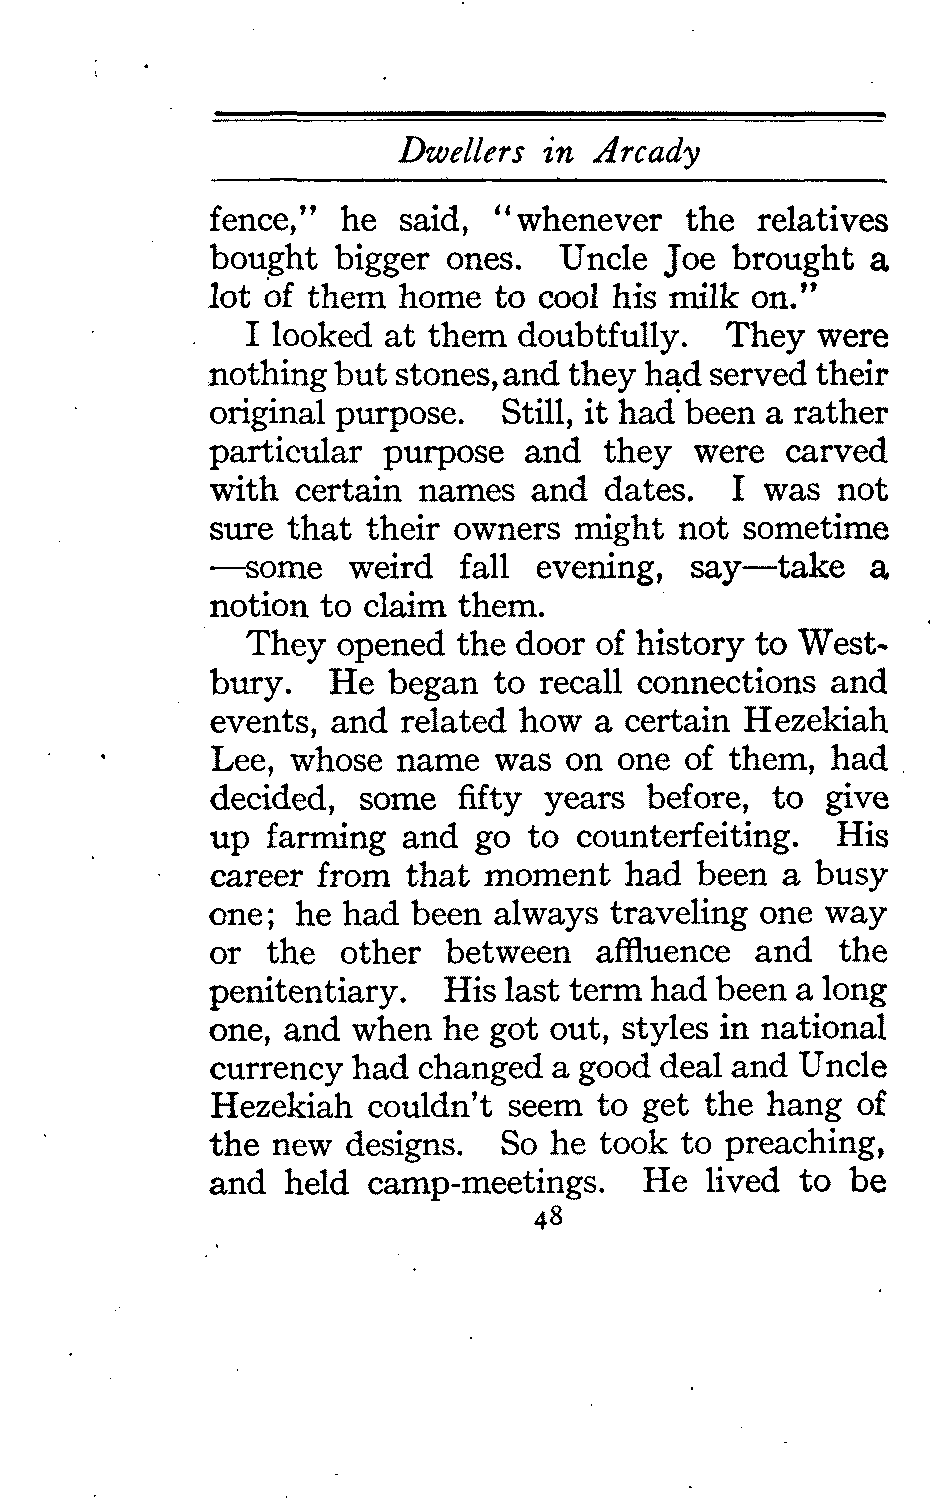 Dwellers in Arcady
fence," he said, "whenever the relatives
bought bigger ones. Uncle Joe brought a
lot of them home to cool his milk on."
I looked at them doubtfully. They were
nothing but stones, and they had served their
original purpose. Still, it had been a rather
particular purpose and they were carved
with certain names and dates. I was not
sure that their owners might not sometime
—some weird fall evening, say—take a
notion to claim them.
They opened the door of history to West-
bury. He began to recall connections and
events, and related how a certain Hezekiah
Lee, whose name was on one of them, had
decided, some fifty years before, to give
up farming and go to counterfeiting. His
career from that moment had been a busy
one; he had been always traveling one way
or the other between affluence and the
penitentiary. His last term had been a long
one, and when he got out, styles in national
currency had changed a good deal and Uncle
Hezekiah couldn't seem to get the hang of
the new designs. So he took to preaching,
and held camp-meetings. He lived to be
48